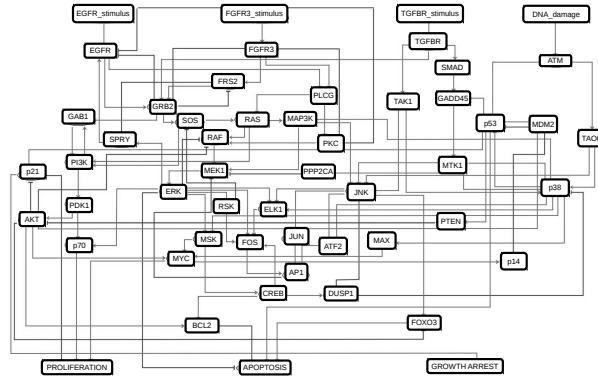 EGFR_stimulus FGFR3_stimulus TGFBR_stimulus DNA_damage
EGFR FGFR3 TGFBR
ATM
SMAD
FRS2
PLCG TAK1 GADD45
GRB2
GAB1 SOS RAS MAP3K p53 MDM2
SPRY RAF PKC
PI3K MTK1
p21 MEK1 PPP2CA
ERK JNK p38
PDK1 RSK ELK1
AKT PTEN
p70 MSK FOS JUN ATF2 MAX
MYC p14
AP1
CREB DUSP1
BCL2 FOXO3
PROLIFERATION APOPTOSIS GROWTH ARREST